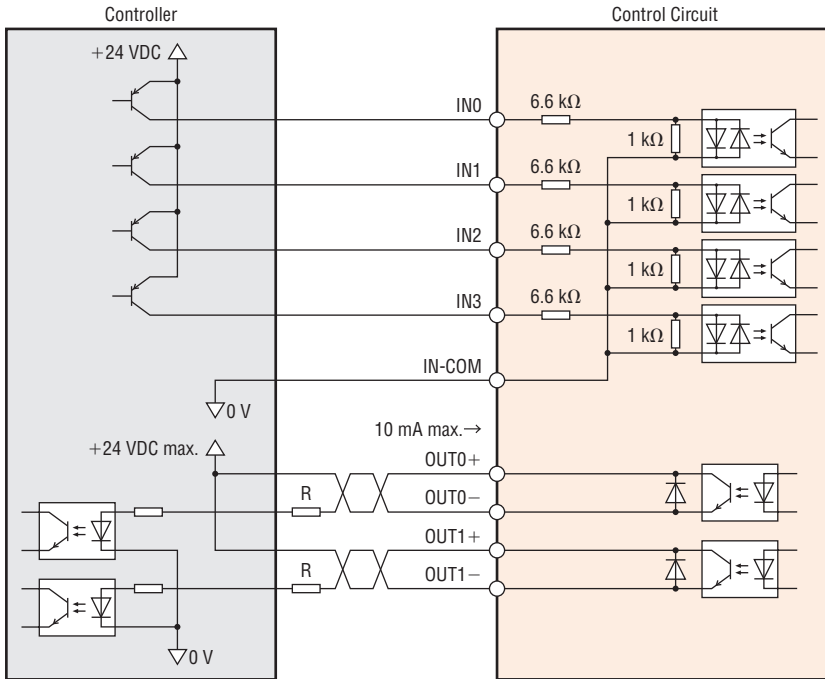 Controller
Control Circuit
+24 VDC
IN0
6.6 kΩ
1 kΩ
IN1
6.6 kΩ
1 kΩ
IN2
6.6 kΩ
1 kΩ
IN3
6.6 kΩ
1 kΩ
IN-COM
0 V
10 mA max.→
+24 VDC max.
OUT0+
R
OUT0−
OUT1+
R
OUT1−
0 V